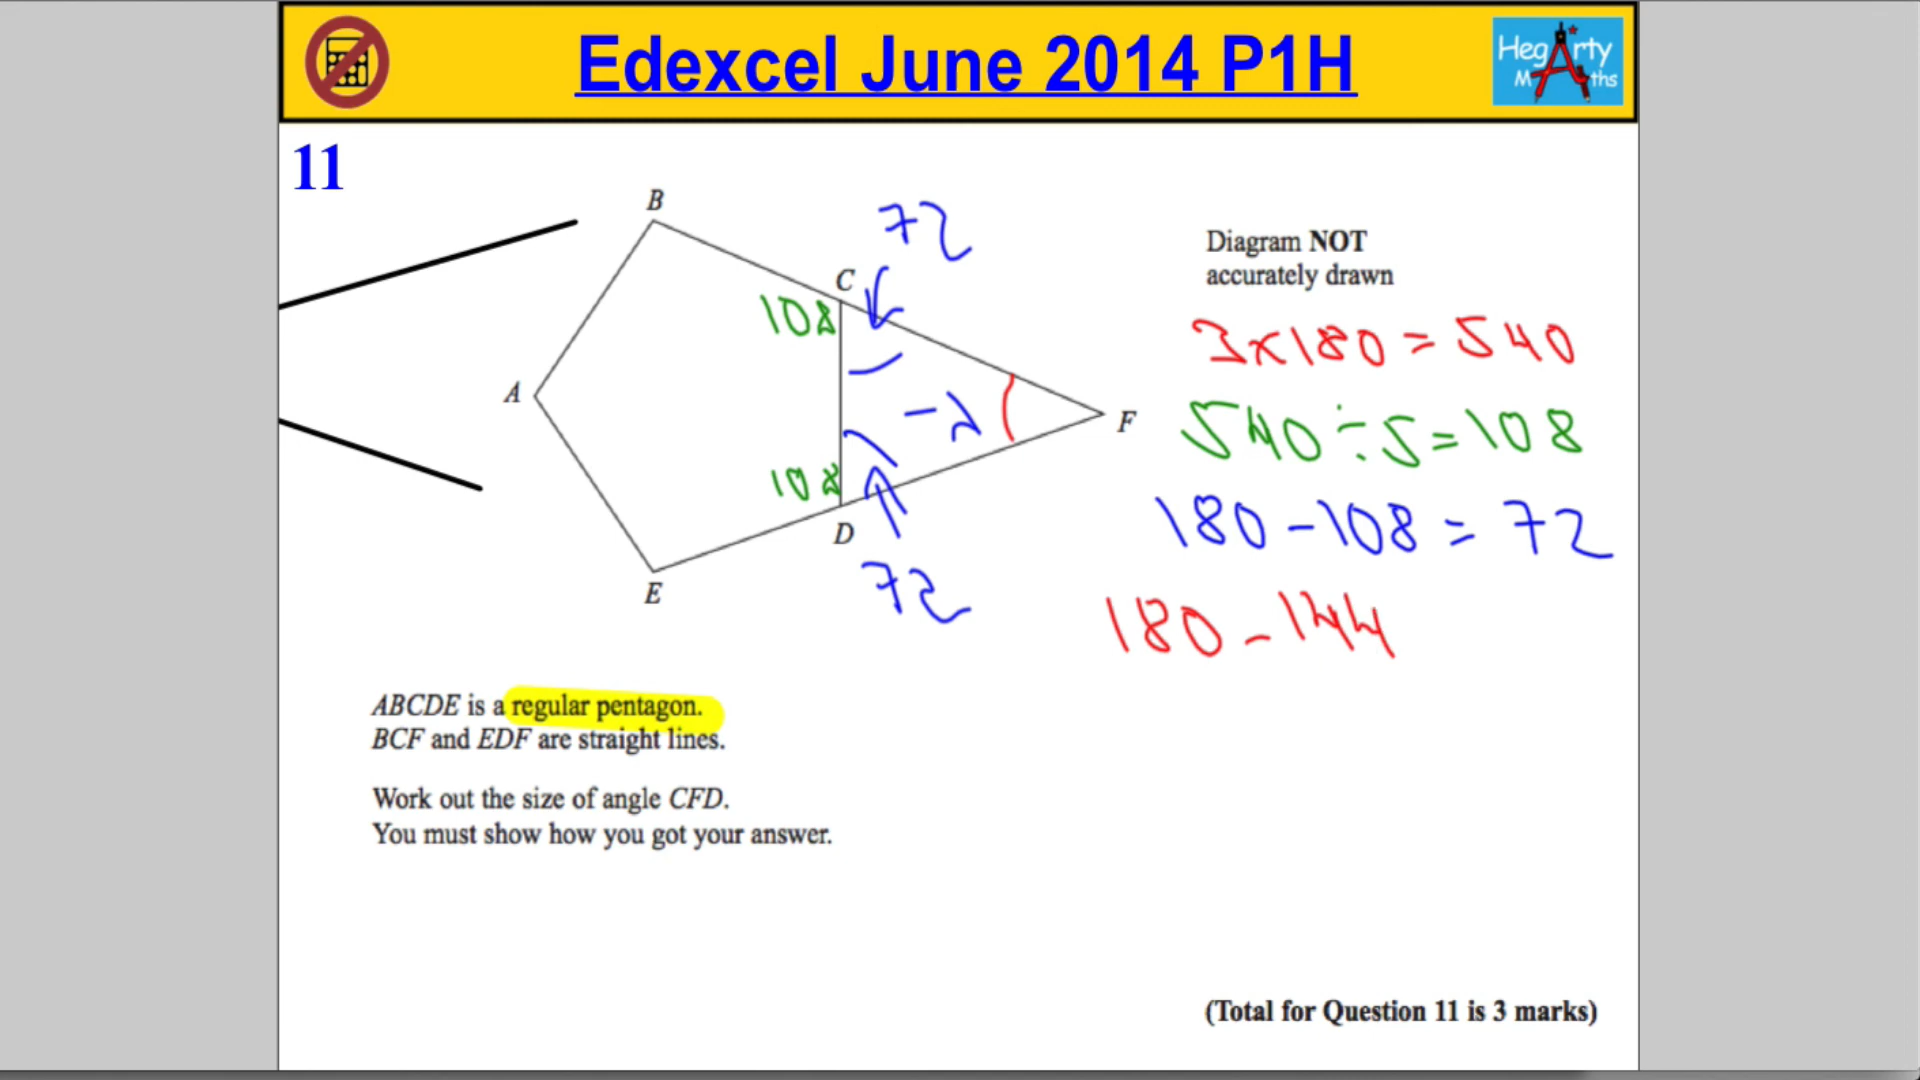 Edexcel June 2014 P1H
HegArty
Maths
11
B
72
C
108
Diagram NOT
accurately drawn
3×180=540
A
F
540÷5=108
108
D
180-108=72
E
72
180-144
ABCDE is a regular pentagon.
BCF and EDF are straight lines.
Work out the size of angle CFD.
You must show how you got your answer.
(Total for Question 11 is 3 marks)